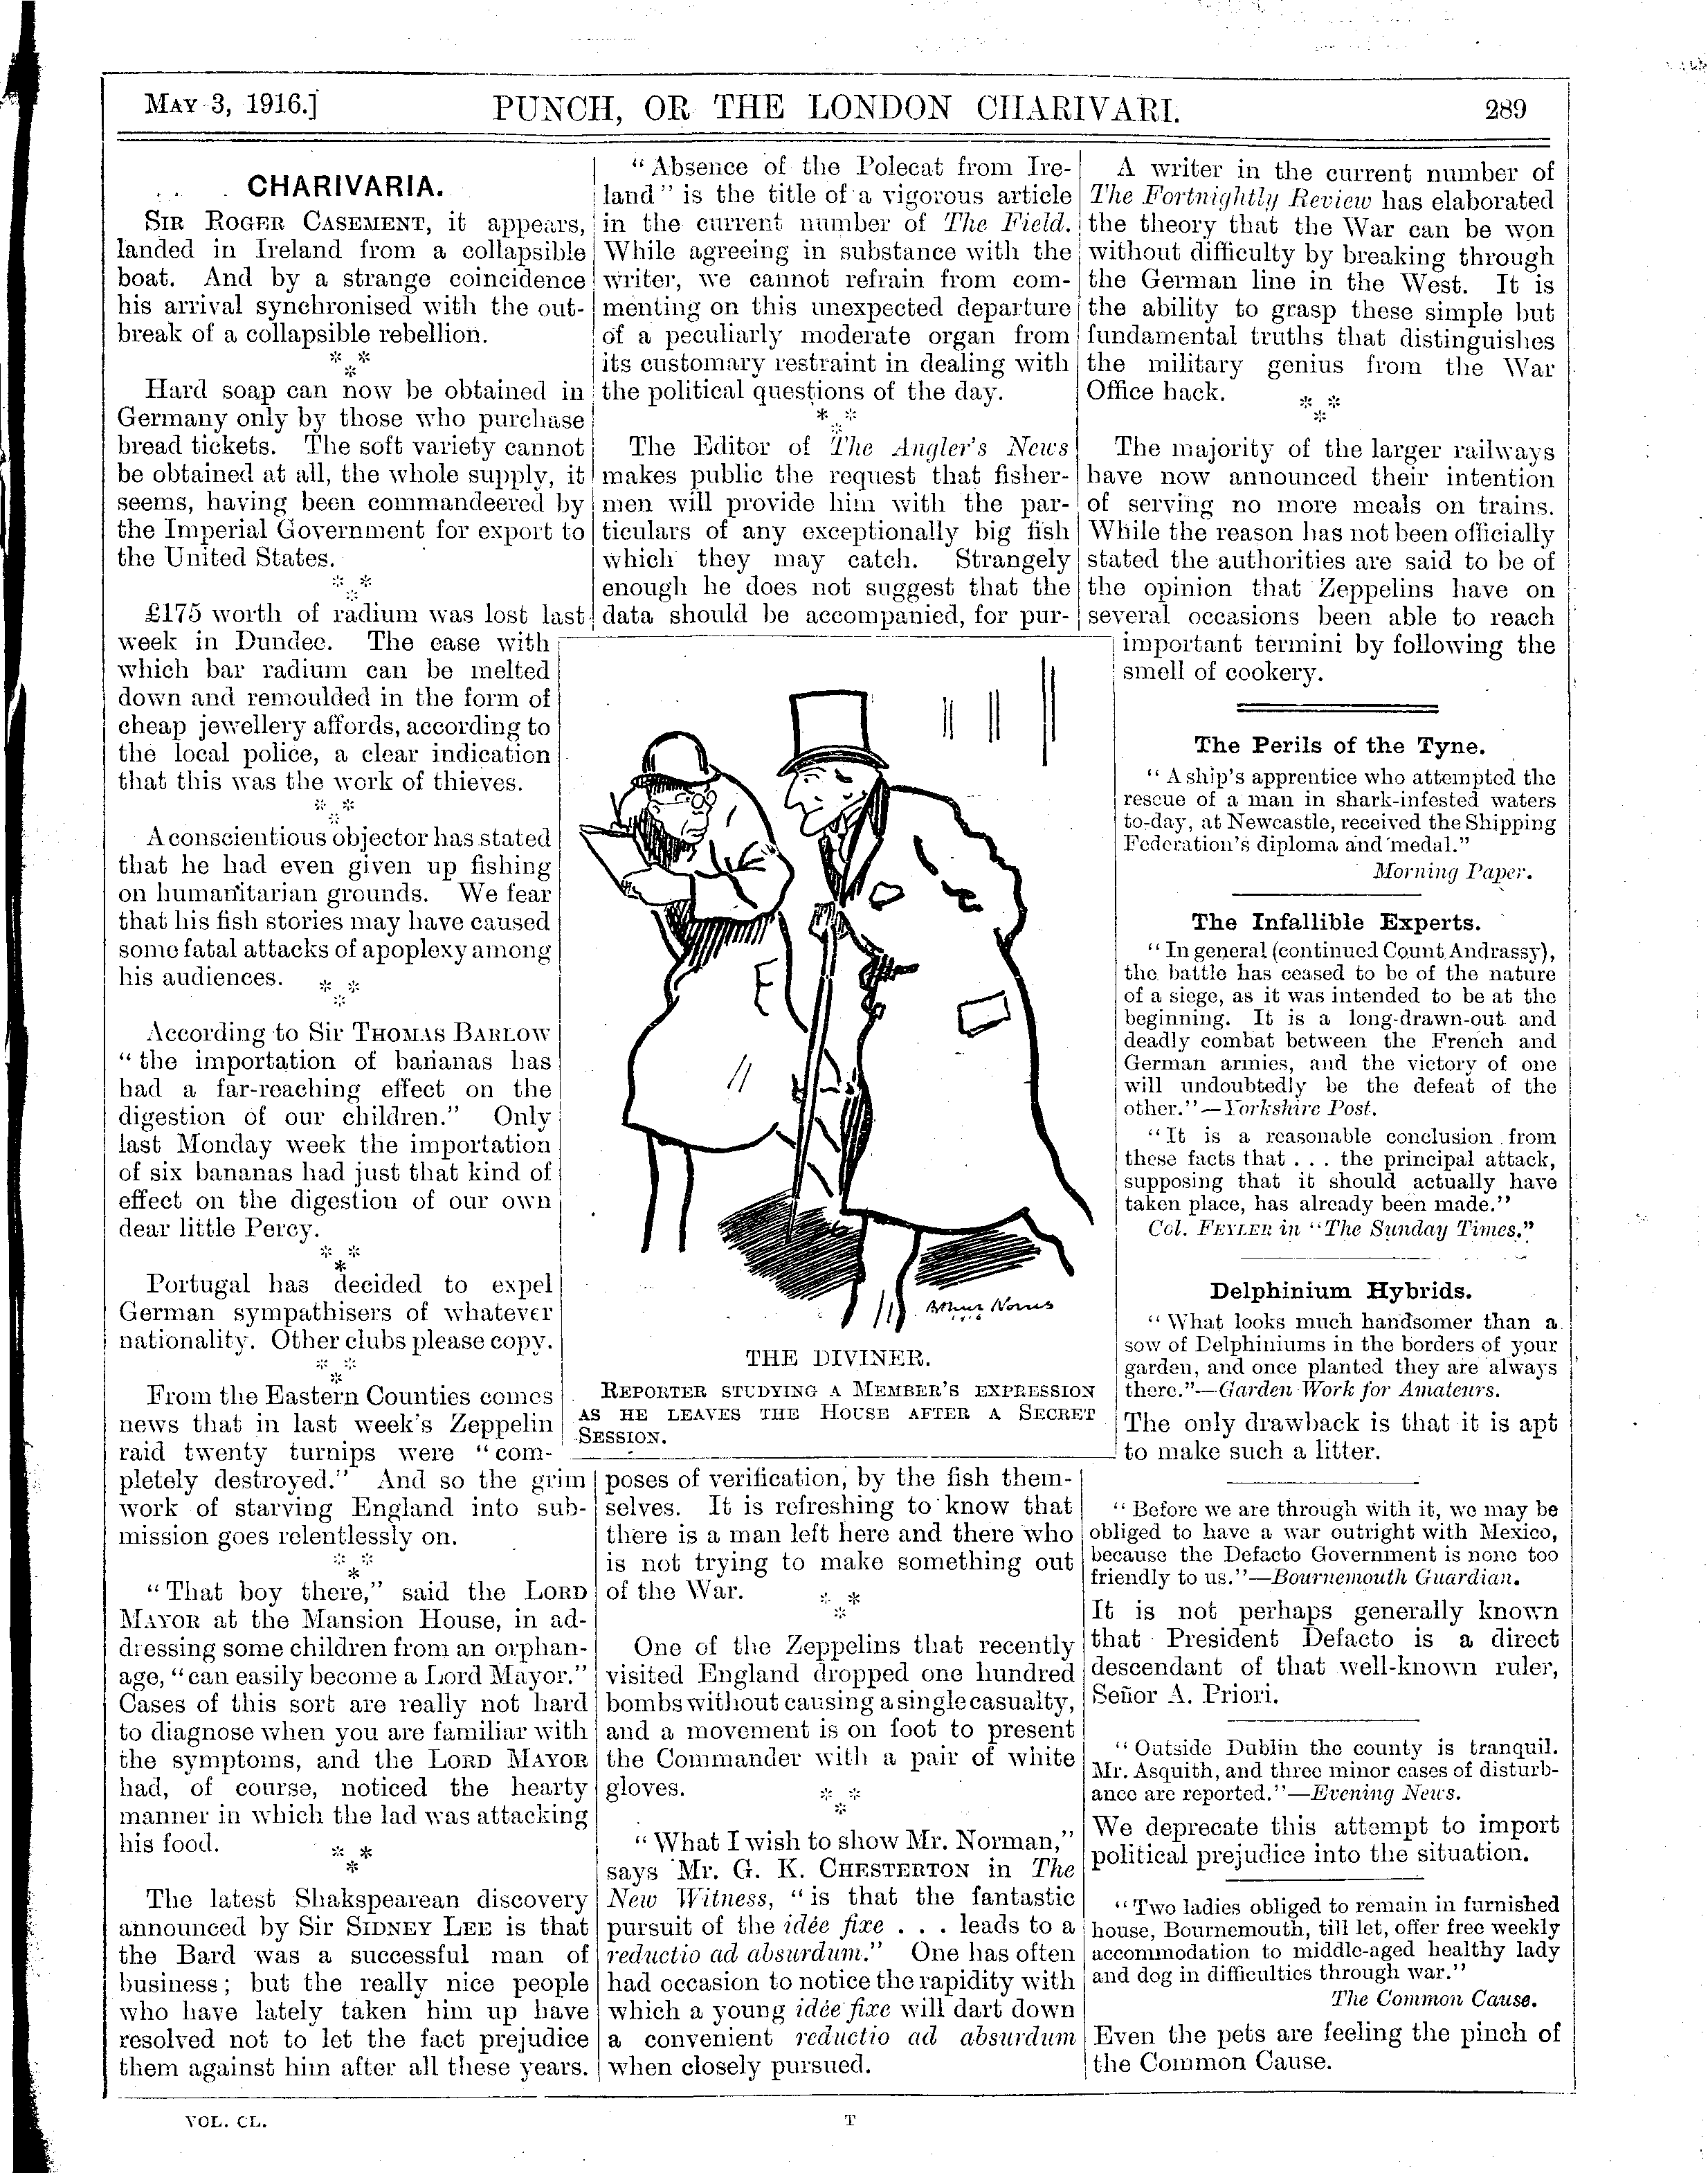 MAY 3, 1916.]
PUNCH, OR THE LONDON CHARIVARI.
289
CHARIVARIA.
SIR ROGER CASEMENT, it appears,
landed in Ireland from a collapsible
boat. And by a strange coincidence
his arrival synchronised with the out-
break of a collapsible rebellion.
* *
*
Hard soap can now be obtained in
Germany only by those who purchase
bread tickets. The soft variety cannot
be obtained at all, the whole supply, it
seems, having been commandeered by
the Imperial Government for export to
the United States.
* *
*
£175 worth of radium was lost last
week in Dundee. The ease with
which bar radium can be melted
down and remoulded in the form of
cheap jewellery affords, according to
the local police, a clear indication
that this was the work of thieves.
* *
*
A conscientious objector has stated
that he had even given up fishing
on humanitarian grounds. We fear
that his fish stories may have caused
some fatal attacks of apoplexy among
his audiences.
* *
*
According to Sir THOMAS BARLOW
"the importation of bananas has
had a far-reaching effect on the
digestion of our children." Only
last Monday week the importation
of six bananas had just that kind of
effect on the digestion of our own
dear little Percy.
* *
*
Portugal has decided to expel
German sympathisers of whatever
nationality. Other clubs please copy.
* *
*
From the Eastern Counties comes
news that in last week's Zeppelin
raid twenty turnips were "com-
pletely destroyed." And so the grim
work of starving England into sub-
mission goes relentlessly on.
* *
*
"That boy there," said the LORD
MAYOR at the Mansion House, in ad-
dressing some children from an orphan-
age, "can easily become a Lord Mayor."
Cases of this sort are really not hard
to diagnose when you are familiar with
the symptoms, and the LORD MAYOR
had, of course, noticed the hearty
manner in which the lad was attacking
his food.
* *
*
The latest Shakspearean discovery
announced by Sir SIDNEY LEE is that
the Bard was a successful man of
business; but the really nice people
who have lately taken him up have
resolved not to let the fact prejudice
them against him after all these years.
"Absence of the Polecat from Ire-
land" is the title of a vigorous article
in the current number of The Field.
While agreeing in substance with the
writer, we cannot refrain from com-
menting on this unexpected departure
of a peculiarly moderate organ from
its customary restraint in dealing with
the political questions of the day.
* *
*
The Editor of The Angler's News
makes public the request that fisher-
men will provide him with the par-
ticulars of any exceptionally big fish
which they may catch. Strangely
enough he does not suggest that the
data should be accompanied, for pur-
Arthur Norris
1916
THE DIVINER.
REPORTER STUDYING A MEMBER'S EXPRESSION
AS HE LEAVES THE HOUSE AFTER A SECRET
SESSION.
poses of verification, by the fish them-
selves. It is refreshing to know that
there is a man left here and there who
is not trying to make something out
of the War.
* *
*
One of the Zeppelins that recently
visited England dropped one hundred
bombs without causing a single casualty,
and a movement is on foot to present
the Commander with a pair of white
gloves.
* *
*
"What I wish to show Mr. Norman,"
says Mr. G. K. CHESTERTON in The
New Witness, "is that the fantastic
pursuit of the idée fixe . . . leads to a
reductio ad absurdum." One has often
had occasion to notice the rapidity with
which a young idée fixe will dart down
a convenient reductio ad absurdum
when closely pursued.
A writer in the current number of
The Fortnightly Review has elaborated
the theory that the War can be won
without difficulty by breaking through
the German line in the West. It is
the ability to grasp these simple but
fundamental truths that distinguishes
the military genius from the War
Office hack.
* *
*
The majority of the larger railways
have now announced their intention
of serving no more meals on trains.
While the reason has not been officially
stated the authorities are said to be of
the opinion that Zeppelins have on
several occasions been able to reach
important termini by following the
smell of cookery.
The Perils of the Tyne.
"A ship's apprentice who attempted the
rescue of a man in shark-infested waters
to-day, at Newcastle, received the Shipping
Federation's diploma and medal."
Morning Paper.
The Infallible Experts.
"In general (continued Count Andrassy),
the battle has ceased to be of the nature
of a siege, as it was intended to be at the
beginning. It is a long-drawn-out and
deadly combat between the French and
German armies, and the victory of one
will undoubtedly be the defeat of the
other."—Yorkshire Post.
"It is a reasonable conclusion from
these facts that . . . the principal attack,
supposing that it should actually have
taken place, has already been made."
Col. FEYLER in "The Sunday Times."
Delphinium Hybrids.
"What looks much handsomer than a
sow of Delphiniums in the borders of your
garden, and once planted they are always
there."—Garden Work for Amateurs.
The only drawback is that it is apt
to make such a litter.
"Before we are through with it, we may be
obliged to have a war outright with Mexico,
because the Defacto Government is none too
friendly to us."—Bournemouth Guardian.
It is not perhaps generally known
that President Defacto is a direct
descendant of that well-known ruler,
Señor A. Priori.
"Outside Dublin the county is tranquil.
Mr. Asquith, and three minor cases of disturb-
ance are reported."—Evening News.
We deprecate this attempt to import
political prejudice into the situation.
"Two ladies obliged to remain in furnished
house, Bournemouth, till let, offer free weekly
accommodation to middle-aged healthy lady
and dog in difficulties through war."
The Common Cause.
Even the pets are feeling the pinch of
the Common Cause.
VOL. CL.
T